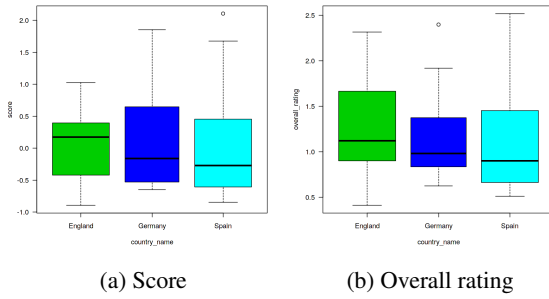 2.0
1.5
1.0
0.5
0.0
-0.5
-1.0
score
England Germany Spain
country_name
(a) Score
2.5
2.0
1.5
1.0
0.5
overall_rating
England Germany Spain
country_name
(b) Overall rating